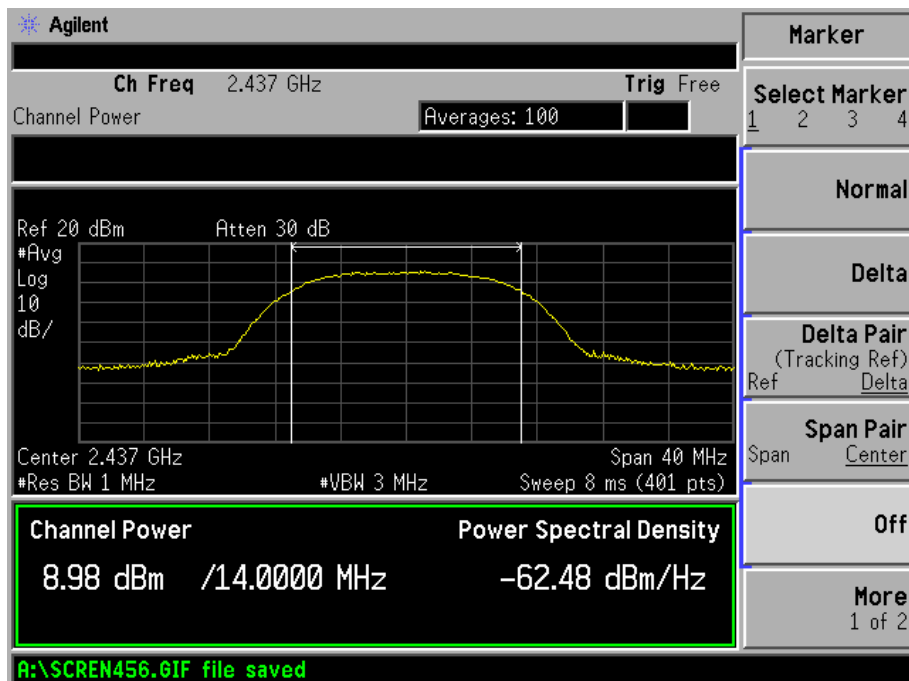 Agilent
Ch Freq 2.437 GHz Trig Free
Channel Power Averages: 100
Ref 20 dBm Atten 30 dB
#Avg
Log
10
dB/
Center 2.437 GHz Span 40 MHz
#Res BW 1 MHz #VBW 3 MHz Sweep 8 ms (401 pts)
Channel Power Power Spectral Density
8.98 dBm /14.0000 MHz -62.48 dBm/Hz
A:\SCREN456.GIF file saved
Marker
Select Marker
1 2 3 4
Normal
Delta
Delta Pair
(Tracking Ref)
Ref Delta
Span Pair
Span Center
Off
More
1 of 2